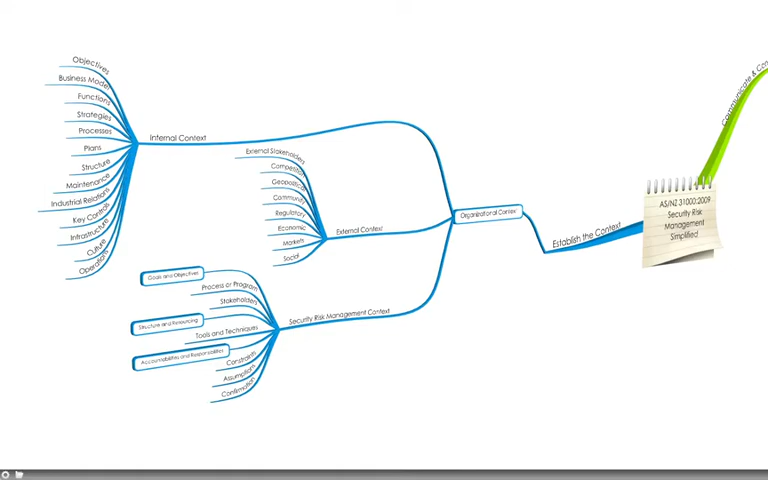 Objectives
Business Model
Functions
Strategies
Processes
Plans
Structure
Maintenance
Industrial Relations
Key Controls
Infrastructure
Culture
Operations
Internal Context
External Stakeholders
Competition
Geopolitical
Community
Regulatory
Economic
Markets
Social
External Context
Goals and Objectives
Process or Program
Stakeholders
Structure and Resourcing
Tools and Techniques
Accountabilities and Responsibilities
Constraints
Assumptions
Confirmation
Security Risk Management Context
Organizational Context
Establish the Context
AS/NZ 31000:2009
Security Risk
Management
Simplified
Communicate & Con